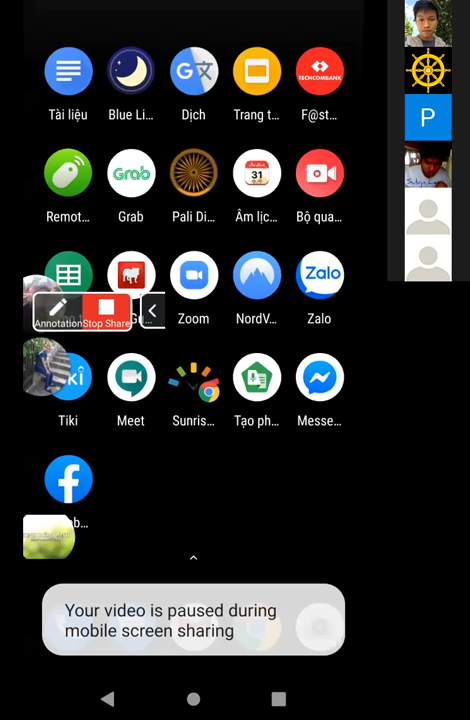 Tài liệu
Blue Li...
Dịch
Trang t...
TECHCOMBANK
F@st...
Remot...
Grab
Grab
Pali Di...
31
Âm lịc...
Bộ qua...
Annotation
Stop Share
Zoom
NordV...
Zalo
Zalo
Tiki
Meet
Sunris...
Tạo ph...
Messe...
Your video is paused during
mobile screen sharing
P